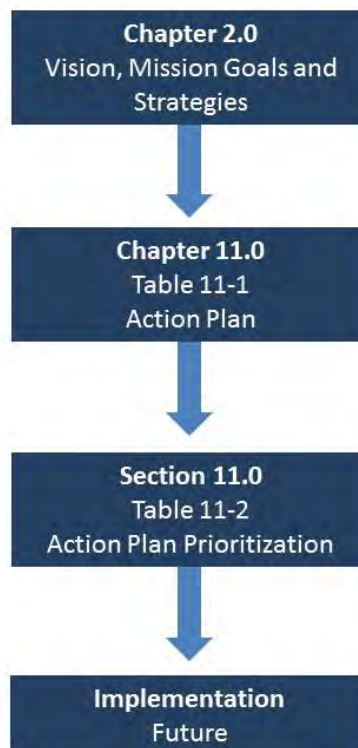 Chapter 2.0
Vision, Mission Goals and
Strategies
Chapter 11.0
Table 11-1
Action Plan
Section 11.0
Table 11-2
Action Plan Prioritization
Implementation
Future